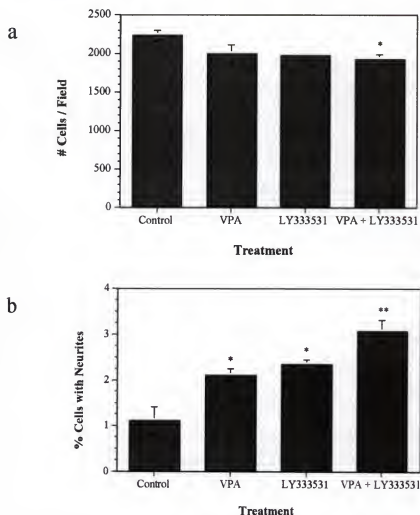 a
2500
2000
1500
1000
500
0
# Cells / Field
*
Control VPA LY333531 VPA + LY333531
Treatment
b
4
3
2
1
0
% Cells with Neurites
* * **
Control VPA LY333531 VPA + LY333531
Treatment